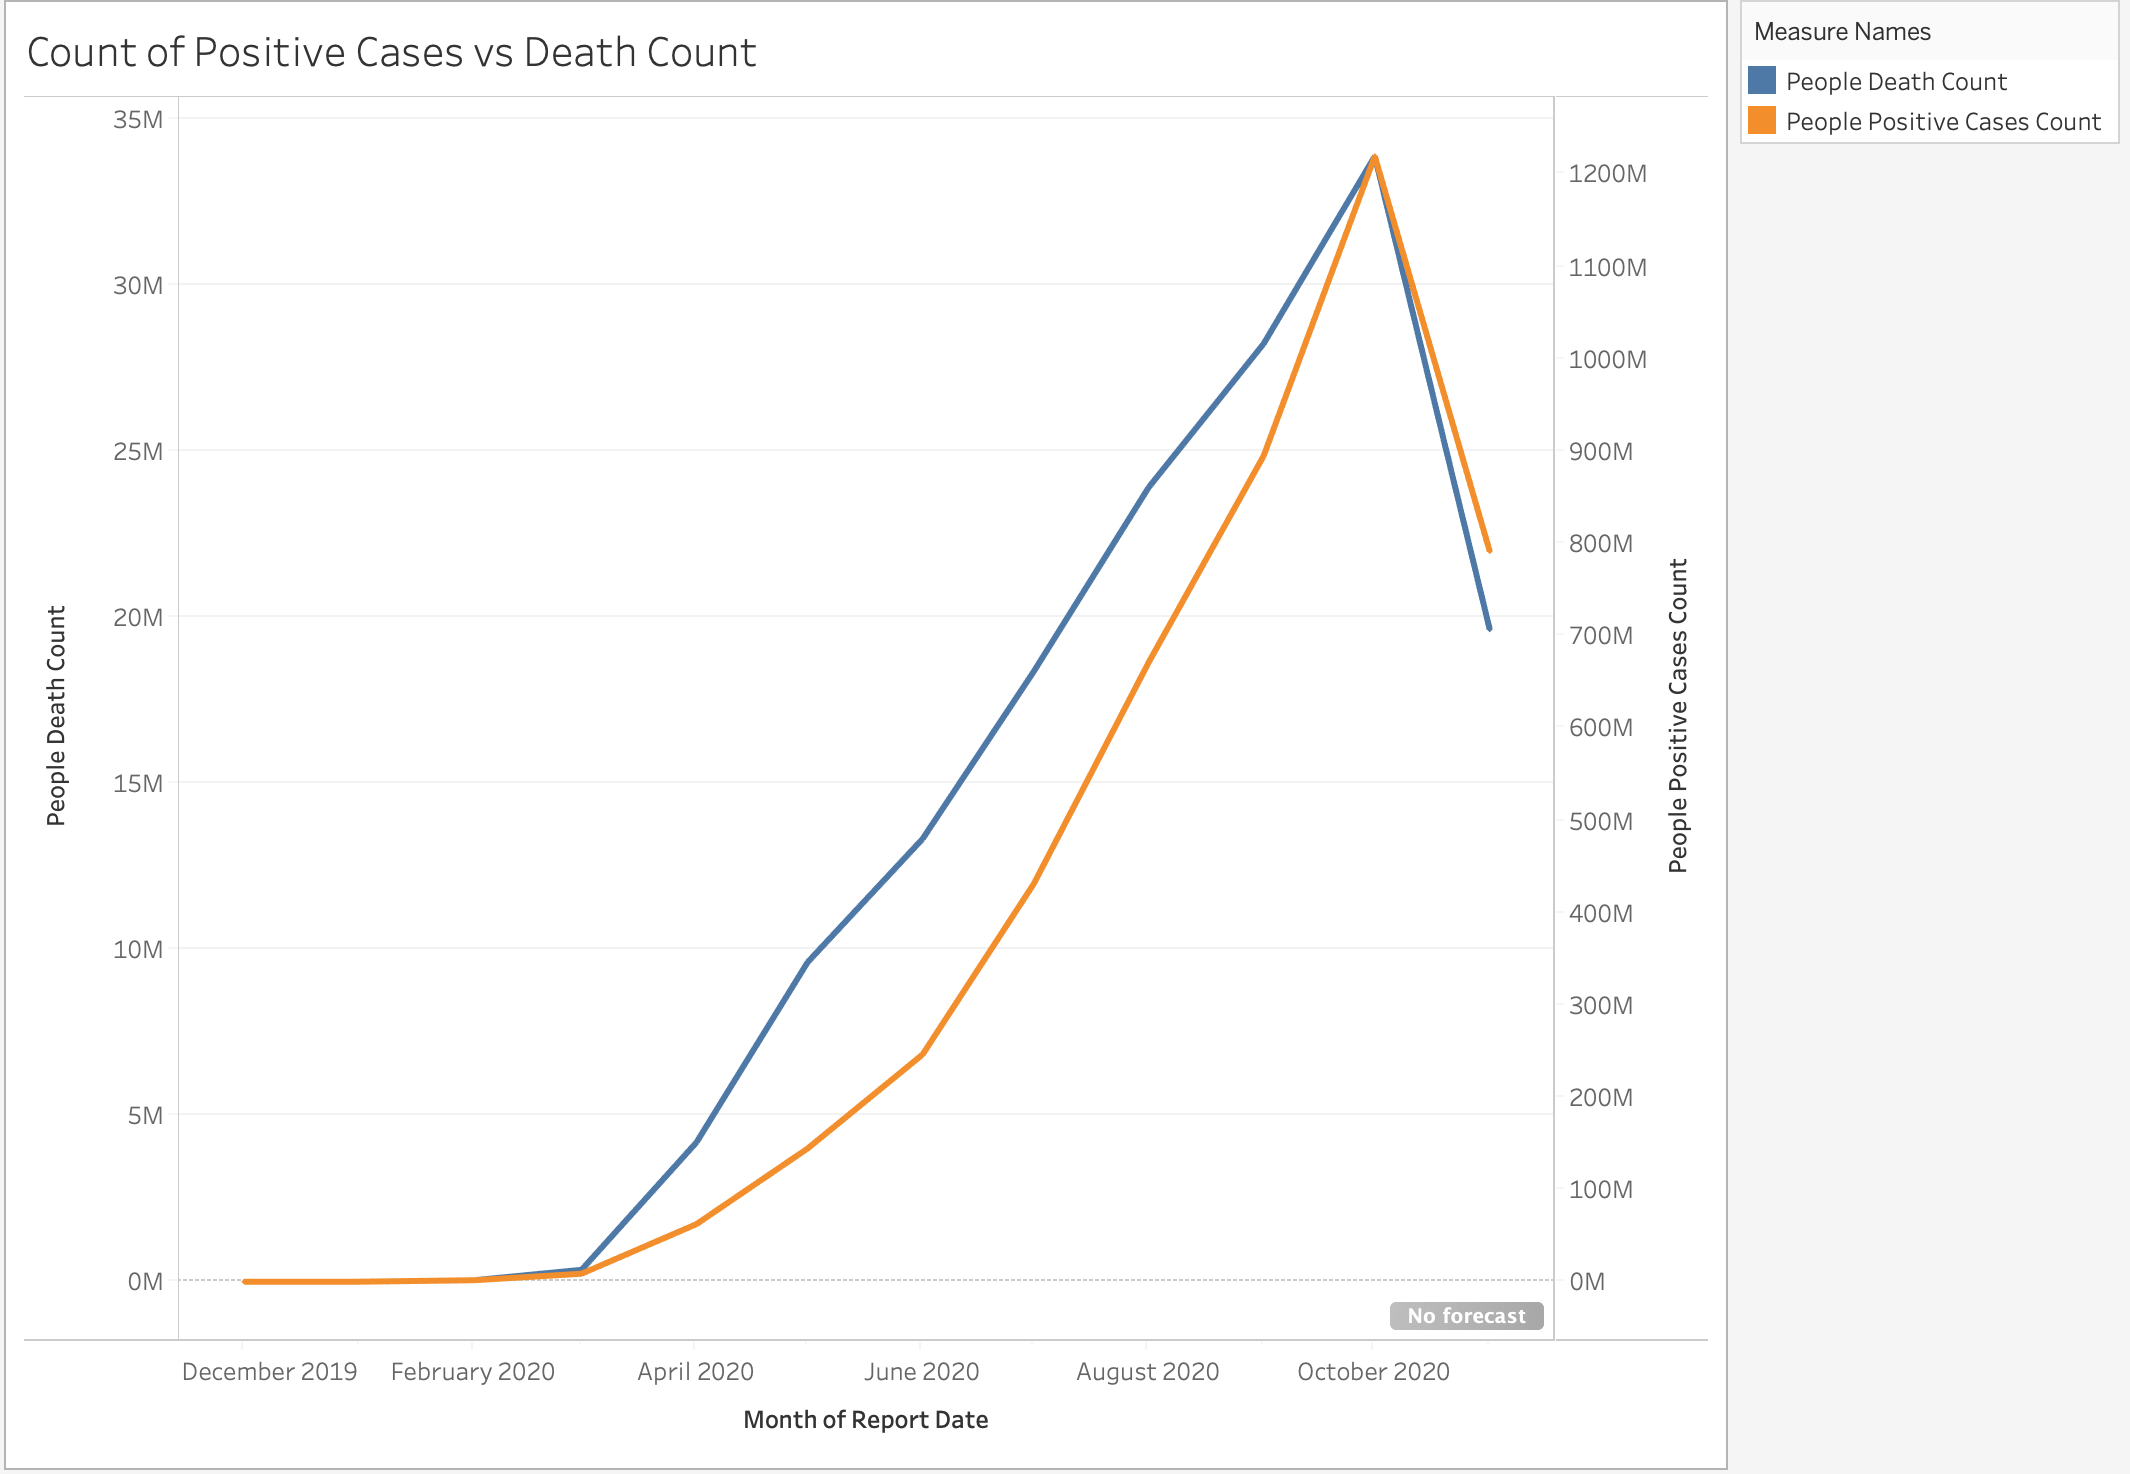 Count of Positive Cases vs Death Count
Measure Names
People Death Count
People Positive Cases Count
35M
30M
25M
20M
15M
10M
5M
0M
People Death Count
1200M
1100M
1000M
900M
800M
700M
600M
500M
400M
300M
200M
100M
0M
People Positive Cases Count
No forecast
December 2019 February 2020 April 2020 June 2020 August 2020 October 2020
Month of Report Date